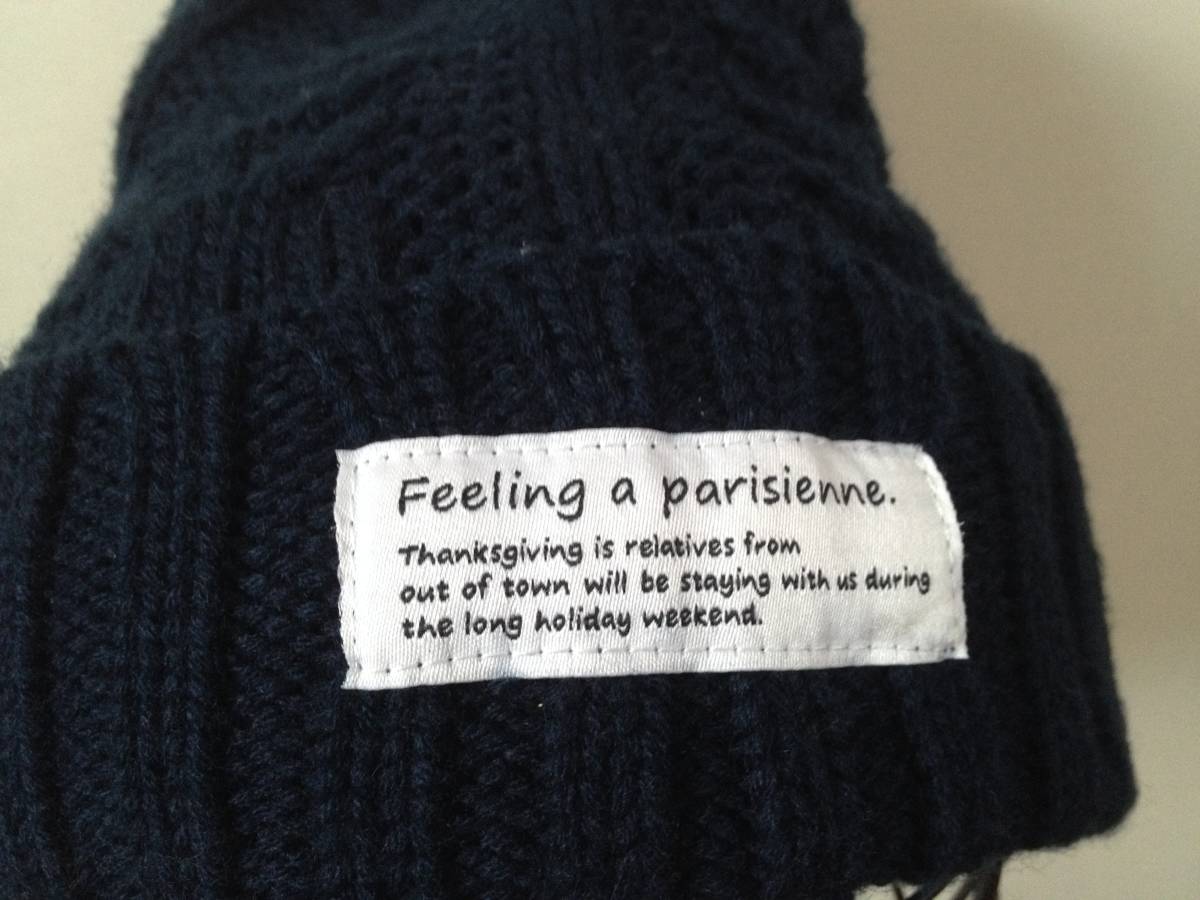 Feeling a parisienne.
Thanksgiving is relatives from
out of town will be staying with us during
the long holiday weekend.